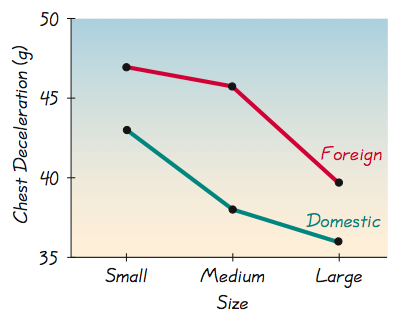 50
45
40
35
Chest Deceleration (g)
Foreign
Domestic
Small Medium Large
Size